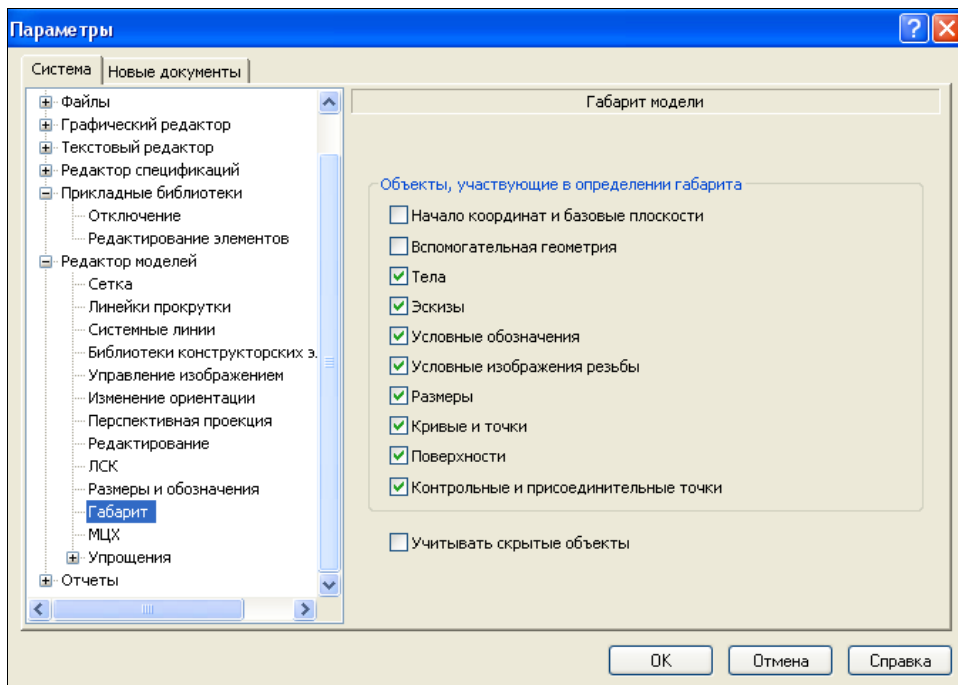 Параметры
Система
Новые документы
Файлы
Графический редактор
Текстовый редактор
Редактор спецификаций
Прикладные библиотеки
Отключение
Редактирование элементов
Редактор моделей
Сетка
Линейки прокрутки
Системные линии
Библиотеки конструкторских э.
Управление изображением
Изменение ориентации
Перспективная проекция
Редактирование
ЛСК
Размеры и обозначения
Габарит
МЦХ
Упрощения
Отчеты
Габарит модели
Объекты, участвующие в определении габарита
Начало координат и базовые плоскости
Вспомогательная геометрия
Тела
Эскизы
Условные обозначения
Условные изображения резьбы
Размеры
Кривые и точки
Поверхности
Контрольные и присоединительные точки
Учитывать скрытые объекты
OK
Отмена
Справка